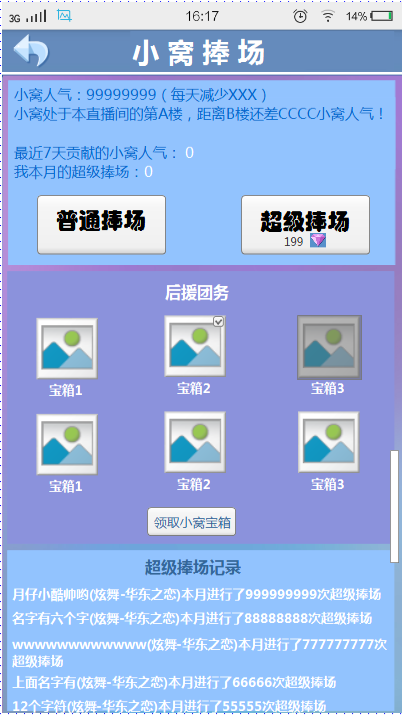 3G 16:17 14%
小窝捧场
小窝人气：99999999（每天减少XXX）
小窝处于本直播间的第A楼，距离B楼还差CCCC小窝人气！
最近7天贡献的小窝人气：0
我本月的超级捧场：0
普通捧场 超级捧场
199
后援团务
宝箱1 宝箱2 宝箱3
宝箱1 宝箱2 宝箱3
领取小窝宝箱
超级捧场记录
月仔小酷帅哟(炫舞-华东之恋)本月进行了999999999次超级捧场
名字有六个字(炫舞-华东之恋)本月进行了88888888次超级捧场
wwwwwwwwwwww(炫舞-华东之恋)本月进行了777777777次
超级捧场
上面名字有(炫舞-华东之恋)本月进行了66666次超级捧场
12个字符(炫舞-华东之恋)本月进行了55555次超级捧场